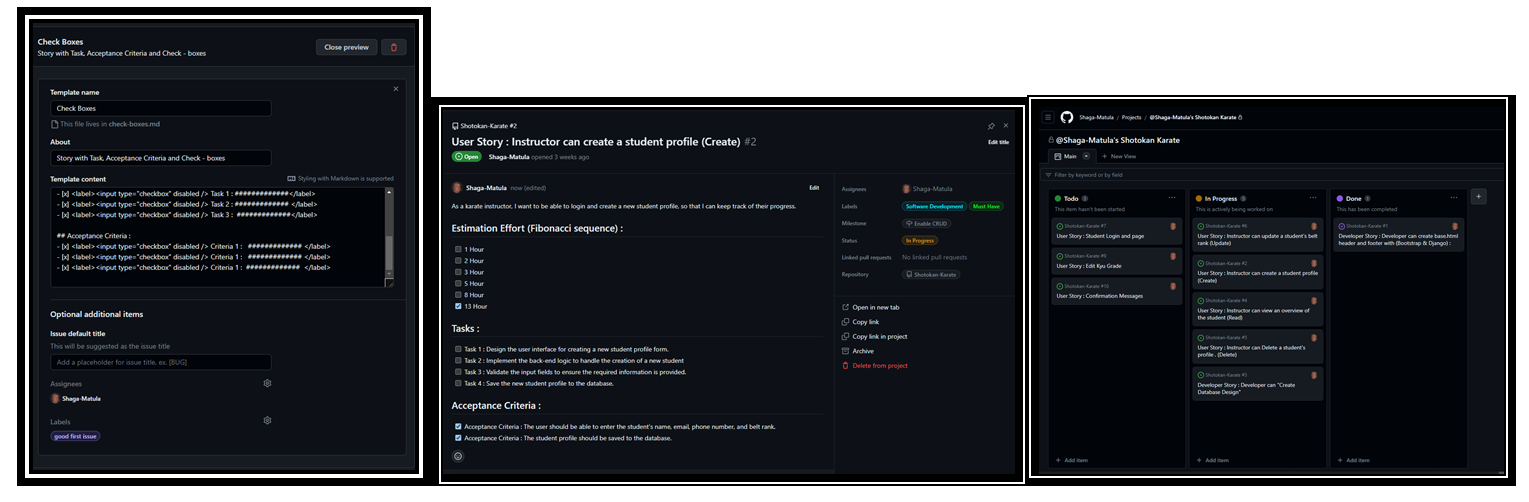 Check Boxes
Story with Task, Acceptance Criteria and Check - boxes
Close preview
Template name
Check Boxes
This file lives in check-boxes.md
About
Story with Task, Acceptance Criteria and Check - boxes
Template content
Styling with Markdown is supported
- [x] <label><input type="checkbox" disabled /> Task 1 : ############# </label>
- [x] <label><input type="checkbox" disabled /> Task 2 : ############# </label>
- [x] <label><input type="checkbox" disabled /> Task 3 : ############# </label>
## Acceptance Criteria :
- [x] <label><input type="checkbox" disabled /> Criteria 1 : ############# </label>
- [x] <label><input type="checkbox" disabled /> Criteria 1 : ############# </label>
- [x] <label><input type="checkbox" disabled /> Criteria 1 : ############# </label>
Optional additional items
Issue default title
This will be suggested as the issue title
Add a placeholder for issue title, ex. [BUG]
Assignees
Shaga-Matula
Labels
good first issue
Shotokan-Karate #2
User Story : Instructor can create a student profile (Create) #2
Edit title
Open
Shaga-Matula opened 3 weeks ago
Shaga-Matula now (edited)
Edit
As a karate instructor, I want to be able to login and create a new student profile, so that I can keep track of their progress.
Estimation Effort (Fibonacci sequence) :
1 Hour
2 Hour
3 Hour
5 Hour
8 Hour
13 Hour
Tasks :
Task 1 : Design the user interface for creating a new student profile form.
Task 2 : Implement the back-end logic to handle the creation of a new student
Task 3 : Validate the input fields to ensure the required information is provided.
Task 4 : Save the new student profile to the database.
Acceptance Criteria :
Acceptance Criteria : The user should be able to enter the student's name, email, phone number, and belt rank.
Acceptance Criteria : The student profile should be saved to the database.
Assignees
Shaga-Matula
Labels
Software Development
Must Have
Milestone
Enable CRUD
Status
In Progress
Linked pull requests
No linked pull requests
Repository
Shotokan-Karate
Open in new tab
Copy link
Copy link in project
Archive
Delete from project
Shaga-Matula / Projects / @Shaga-Matula's Shotokan Karate
@Shaga-Matula's Shotokan Karate
Main
+ New View
Filter by keyword or by field
Todo 3
This item hasn't been started
Shotokan-Karate #7
User Story : Student Login and page
Shotokan-Karate #9
User Story : Edit Kyu Grade
Shotokan-Karate #10
User Story : Confirmation Messages
+ Add item
In Progress 5
This is actively being worked on
Shotokan-Karate #6
User Story : Instructor can update a student's belt
rank (Update)
Shotokan-Karate #2
User Story : Instructor can create a student profile
(Create)
Shotokan-Karate #4
User Story : Instructor can view an overview of
the student (Read)
Shotokan-Karate #5
User Story : Instructor can Delete a student's
profile . (Delete)
Shotokan-Karate #3
Developer Story : Developer can "Create
Database Design"
+ Add item
Done 1
This has been completed
Shotokan-Karate #1
Developer Story : Developer can create base.html
header and footer with (Bootstrap & Django) :
+ Add item